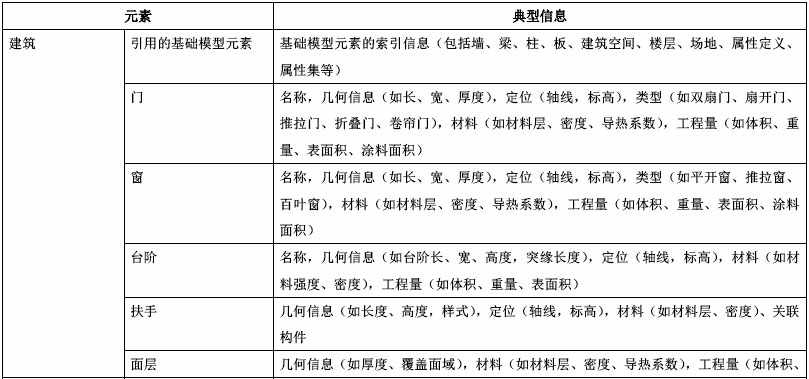 元素 典型信息
建筑 引用的基础模型元素 基础模型元素的索引信息（包括墙、梁、柱、板、建筑空间、楼层、场地、属性定义、
属性集等）
门 名称，几何信息（如长、宽、厚度），定位（轴线，标高），类型（如双扇门、扇开门、
推拉门、折叠门、卷帘门），材料（如材料层、密度、导热系数），工程量（如体积、重
量、表面积、涂料面积）
窗 名称，几何信息（如长、宽、厚度），定位（轴线，标高），类型（如平开窗、推拉窗、
百叶窗），材料（如材料层、密度、导热系数），工程量（如体积、重量、表面积、涂料
面积）
台阶 名称，几何信息（如台阶长、宽、高度，突缘长度），定位（轴线，标高），材料（如材
料强度、密度），工程量（如体积、重量、表面积）
扶手 几何信息（如长度、高度，样式），定位（轴线，标高），材料（如材料层、密度）、关联
构件
面层 几何信息（如厚度、覆盖面域），材料（如材料层、密度、导热系数），工程量（如体积、